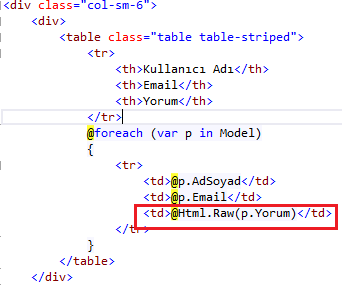 <div class="col-sm-6">
<div>
<table class="table table-striped">
<tr>
<th>Kullanıcı Adı</th>
<th>Email</th>
<th>Yorum</th>
</tr>
@foreach (var p in Model)
{
<tr>
<td>@p.AdSoyad</td>
<td>@p.Email</td>
<td>@Html.Raw(p.Yorum)</td>
</tr>
}
</table>
</div>